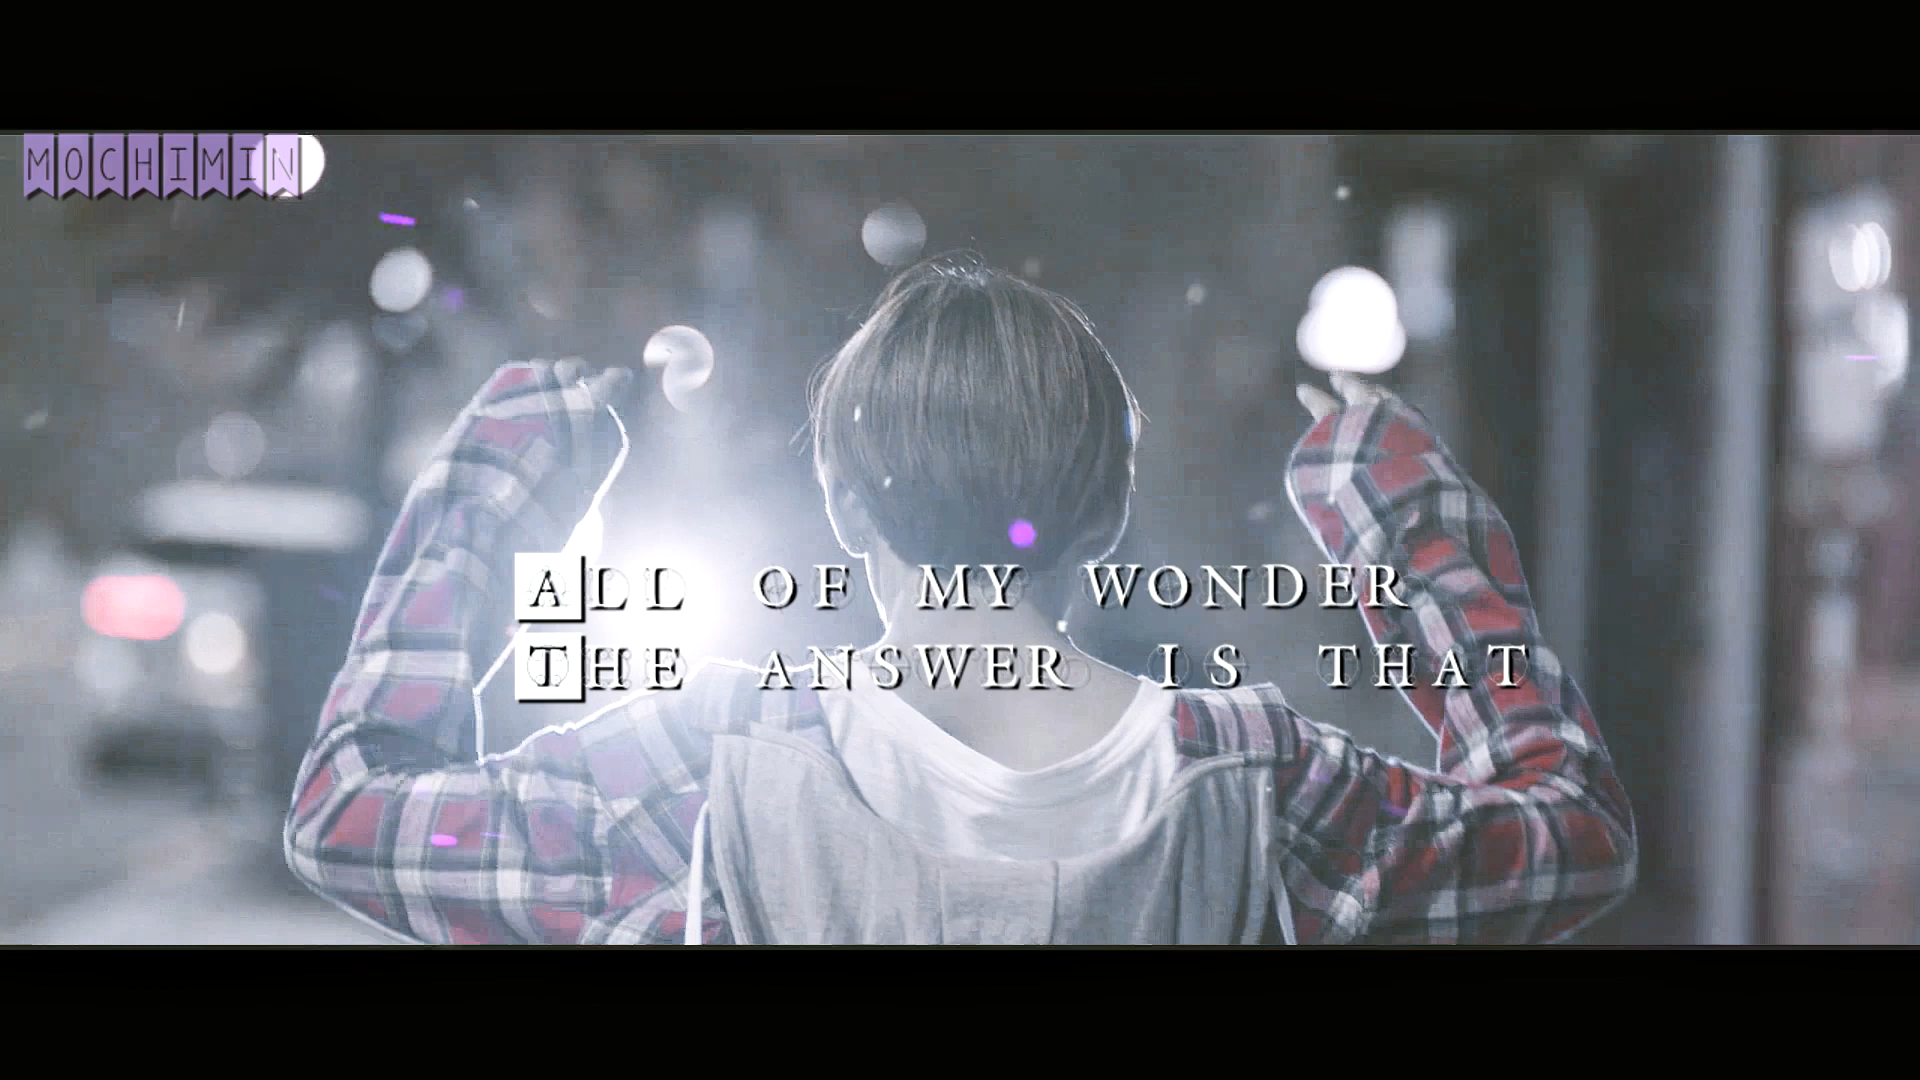 MOCHIMIN
ALL OF MY WONDER
THE ANSWER IS THAT